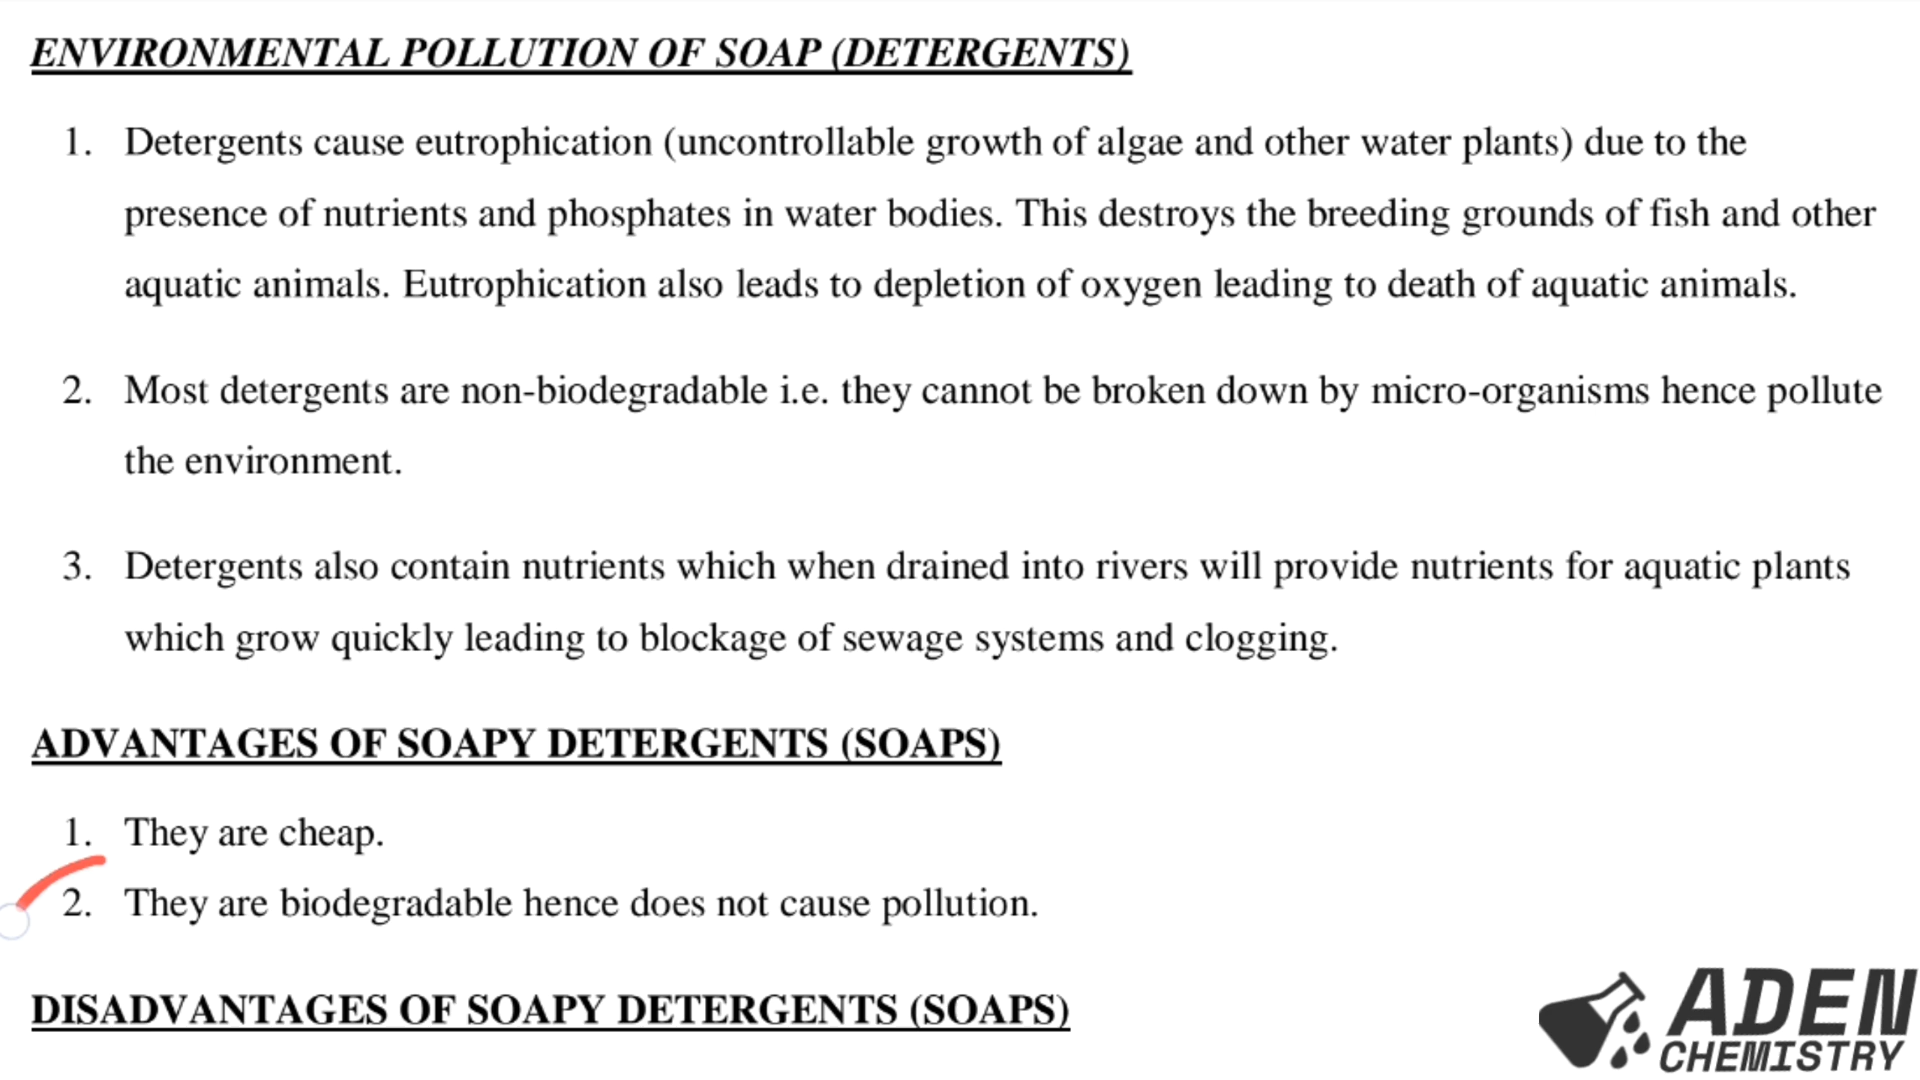 ENVIRONMENTAL POLLUTION OF SOAP (DETERGENTS)
1. Detergents cause eutrophication (uncontrollable growth of algae and other water plants) due to the
presence of nutrients and phosphates in water bodies. This destroys the breeding grounds of fish and other
aquatic animals. Eutrophication also leads to depletion of oxygen leading to death of aquatic animals.
2. Most detergents are non-biodegradable i.e. they cannot be broken down by micro-organisms hence pollute
the environment.
3. Detergents also contain nutrients which when drained into rivers will provide nutrients for aquatic plants
which grow quickly leading to blockage of sewage systems and clogging.
ADVANTAGES OF SOAPY DETERGENTS (SOAPS)
1. They are cheap.
2. They are biodegradable hence does not cause pollution.
DISADVANTAGES OF SOAPY DETERGENTS (SOAPS)
ADEN
CHEMISTRY